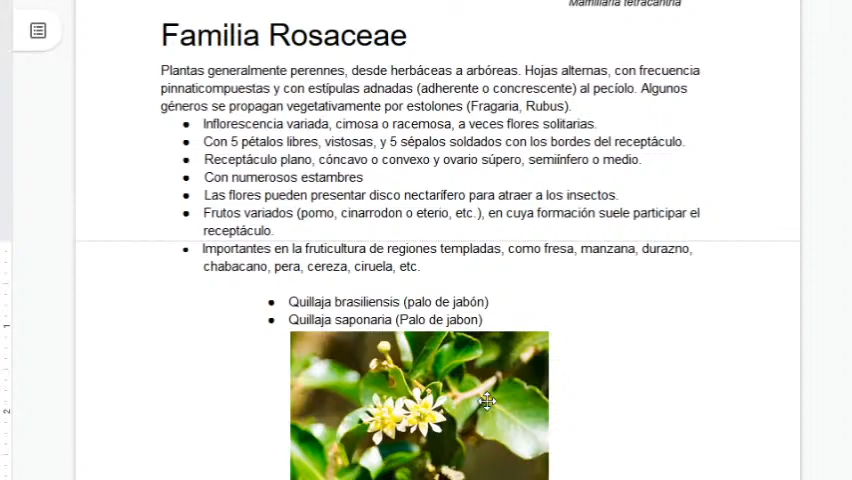 Mamillaria tetracantha
Familia Rosaceae
Plantas generalmente perennes, desde herbáceas a arbóreas. Hojas alternas, con frecuencia
pinnaticompuestas y con estípulas adnadas (adherente o concrescente) al pecíolo. Algunos
géneros se propagan vegetativamente por estolones (Fragaria, Rubus).
● Inflorescencia variada, cimosa o racemosa, a veces flores solitarias.
● Con 5 pétalos libres, vistosas, y 5 sépalos soldados con los bordes del receptáculo.
● Receptáculo plano, cóncavo o convexo y ovario súpero, semiínfero o medio.
● Con numerosos estambres
● Las flores pueden presentar disco nectarífero para atraer a los insectos.
● Frutos variados (pomo, cinarrodon o eterio, etc.), en cuya formación suele participar el
receptáculo.
● Importantes en la fruticultura de regiones templadas, como fresa, manzana, durazno,
chabacano, pera, cereza, ciruela, etc.
● Quillaja brasiliensis (palo de jabón)
● Quillaja saponaria (Palo de jabon)
1
2